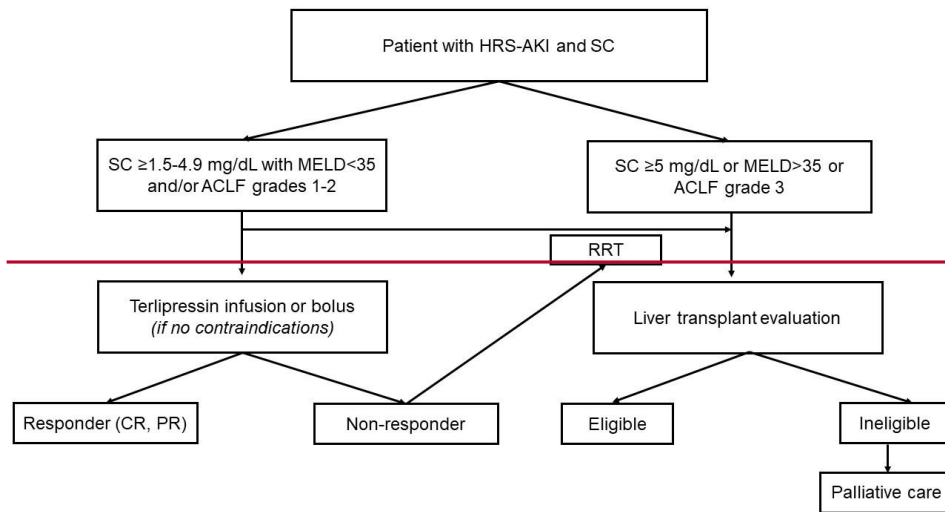 Patient with HRS-AKI and SC
SC ≥1.5-4.9 mg/dL with MELD<35
and/or ACLF grades 1-2
SC ≥5 mg/dL or MELD>35 or
ACLF grade 3
RRT
Terlipressin infusion or bolus
(if no contraindications)
Liver transplant evaluation
Responder (CR, PR)
Non-responder
Eligible
Ineligible
Palliative care